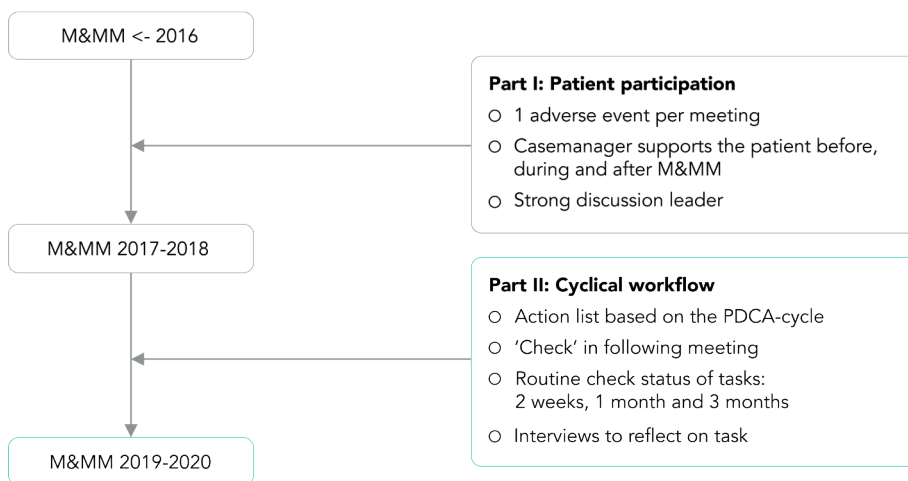 M&MM <- 2016
Part I: Patient participation
1 adverse event per meeting
Casemanager supports the patient before,
during and after M&MM
Strong discussion leader
M&MM 2017-2018
Part II: Cyclical workflow
Action list based on the PDCA-cycle
‘Check’ in following meeting
Routine check status of tasks:
2 weeks, 1 month and 3 months
Interviews to reflect on task
M&MM 2019-2020